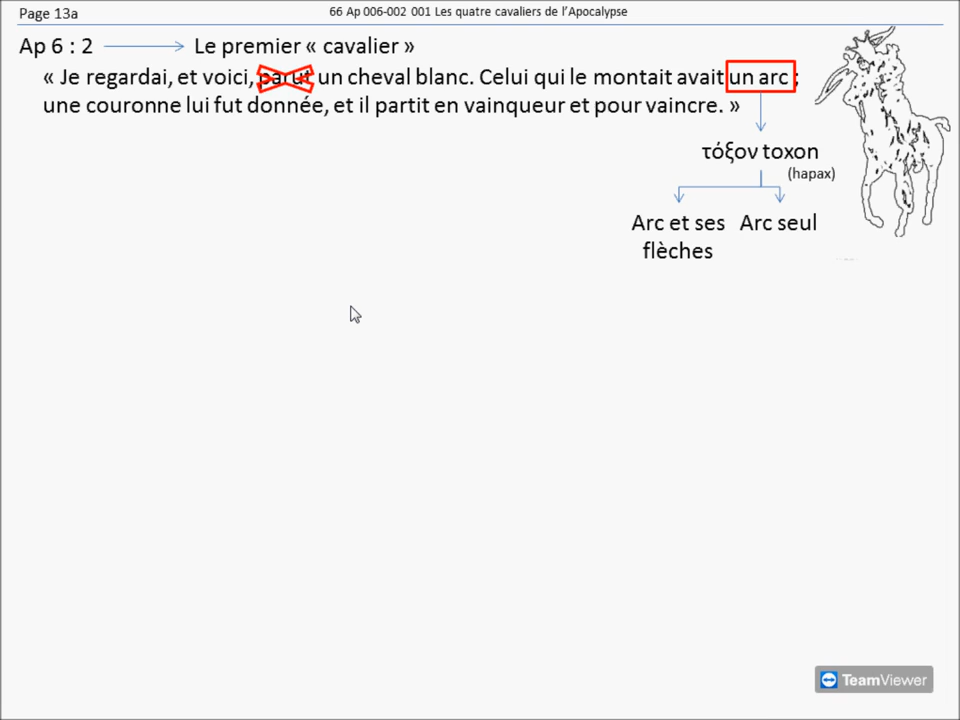 Page 13a
66 Ap 006-002 001 Les quatre cavaliers de l'Apocalypse
Ap 6 : 2 Le premier « cavalier »
« Je regardai, et voici, parut un cheval blanc. Celui qui le montait avait un arc ;
une couronne lui fut donnée, et il partit en vainqueur et pour vaincre. »
τόξον toxon
(hapax)
Arc et ses Arc seul
flèches
TeamViewer